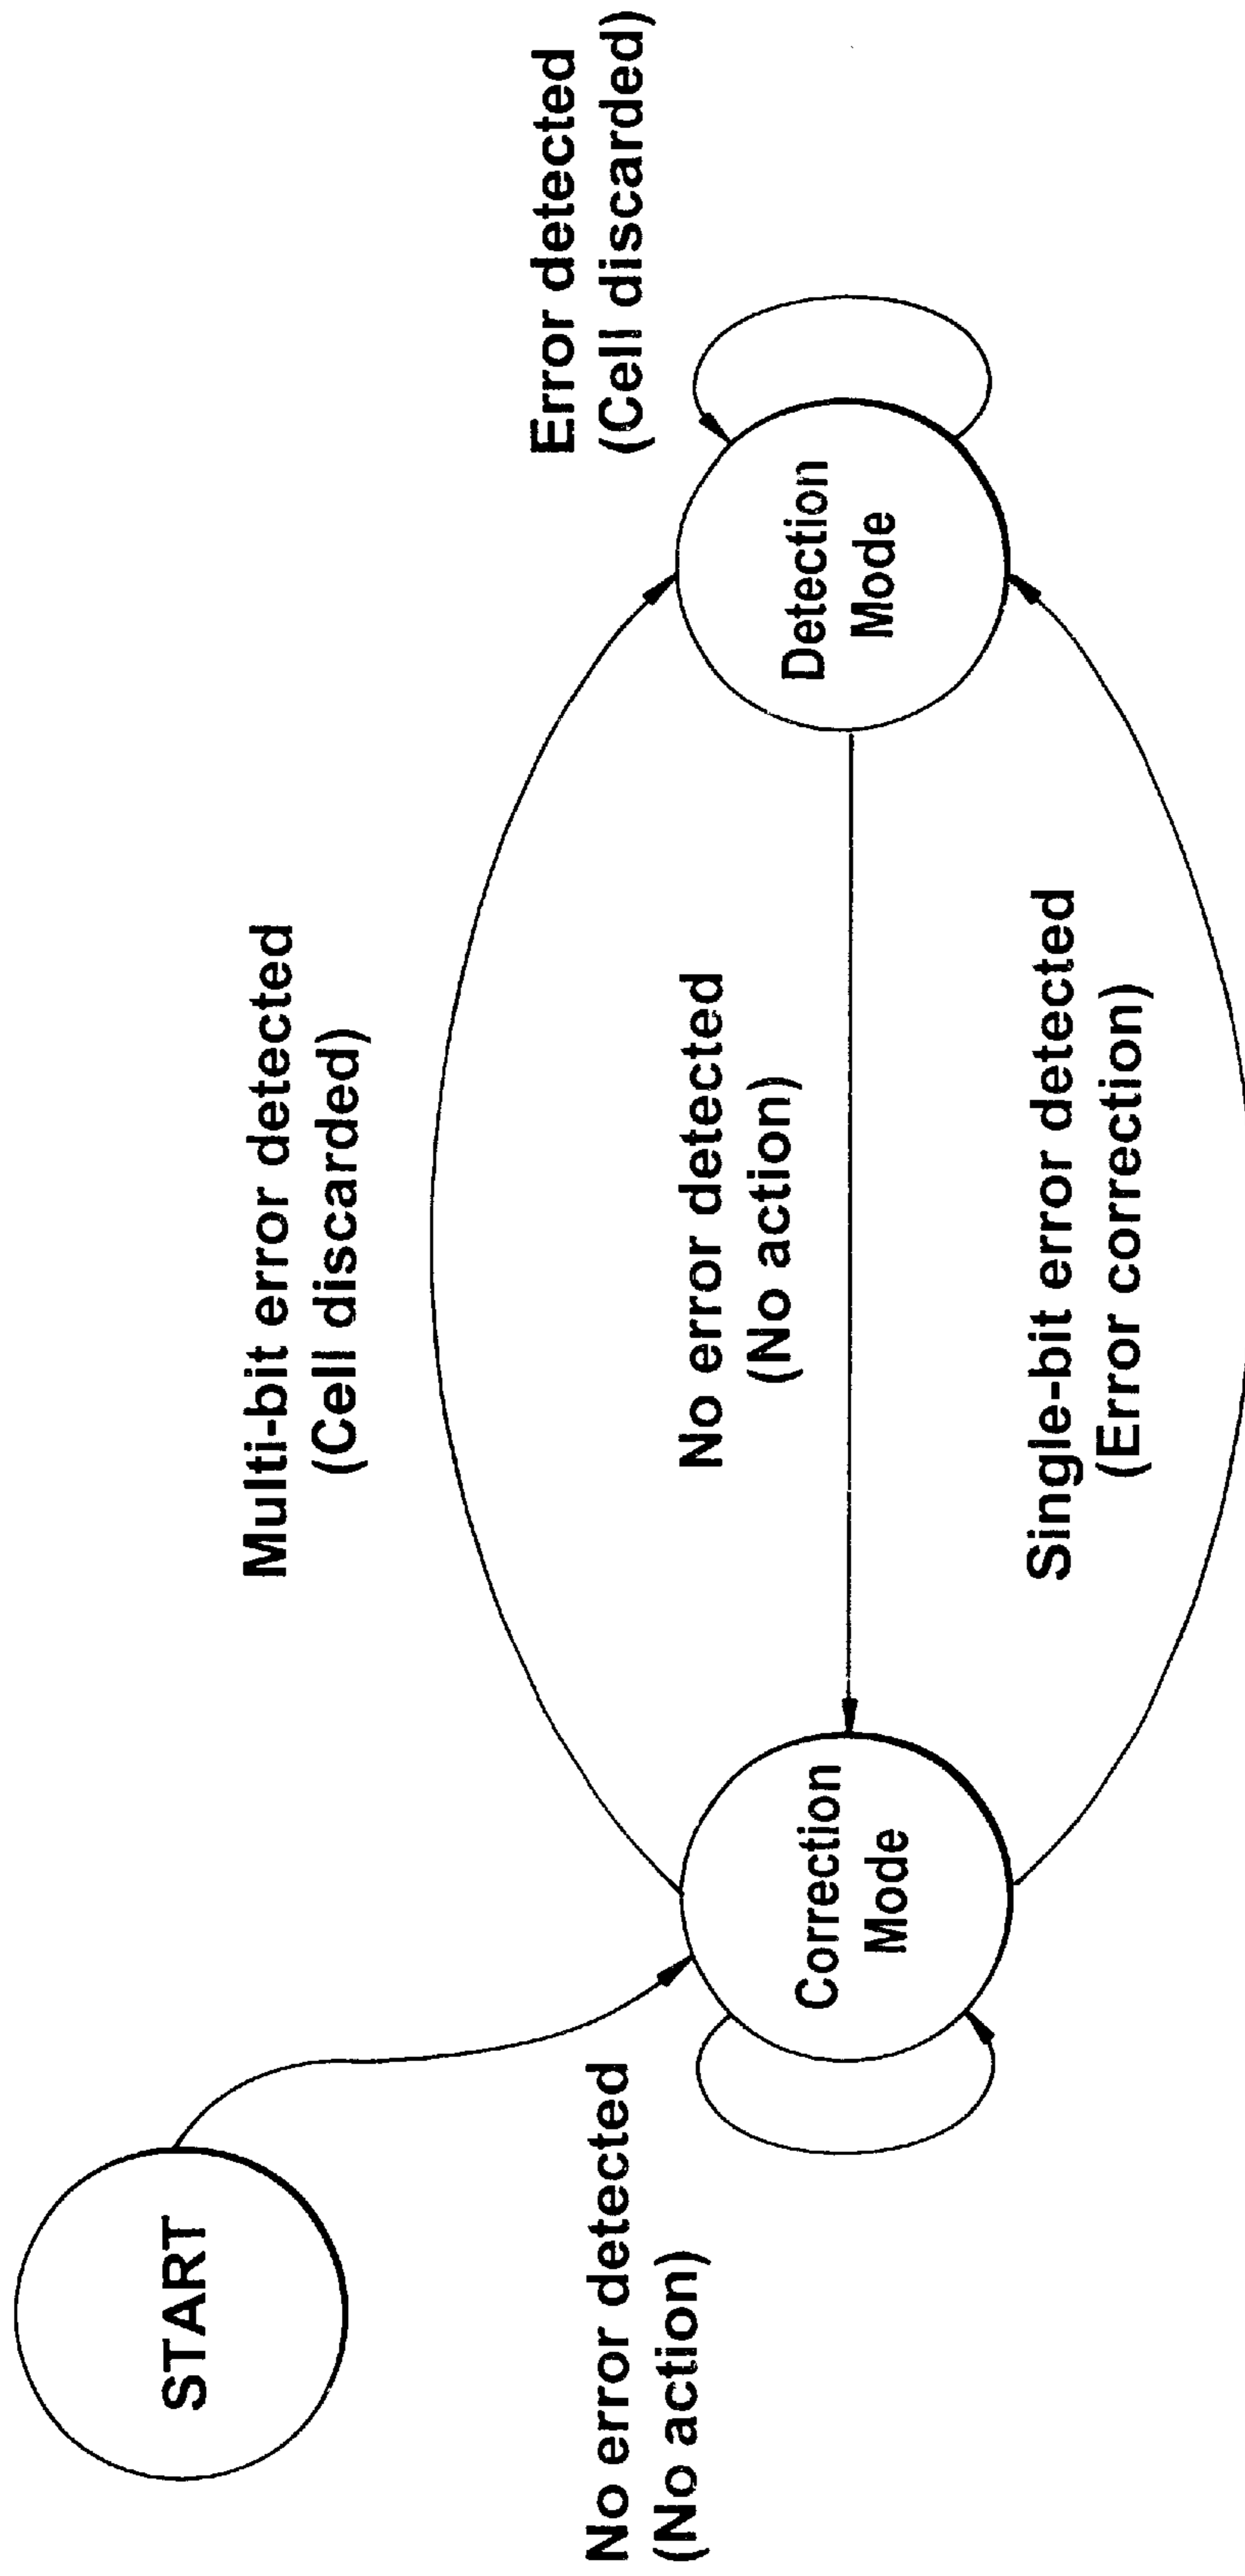 START
Multi-bit error detected
(Cell discarded)
Error detected
(Cell discarded)
No error detected
(No action)
No error detected
(No action)
Correction
Mode
Detection
Mode
Single-bit error detected
(Error correction)